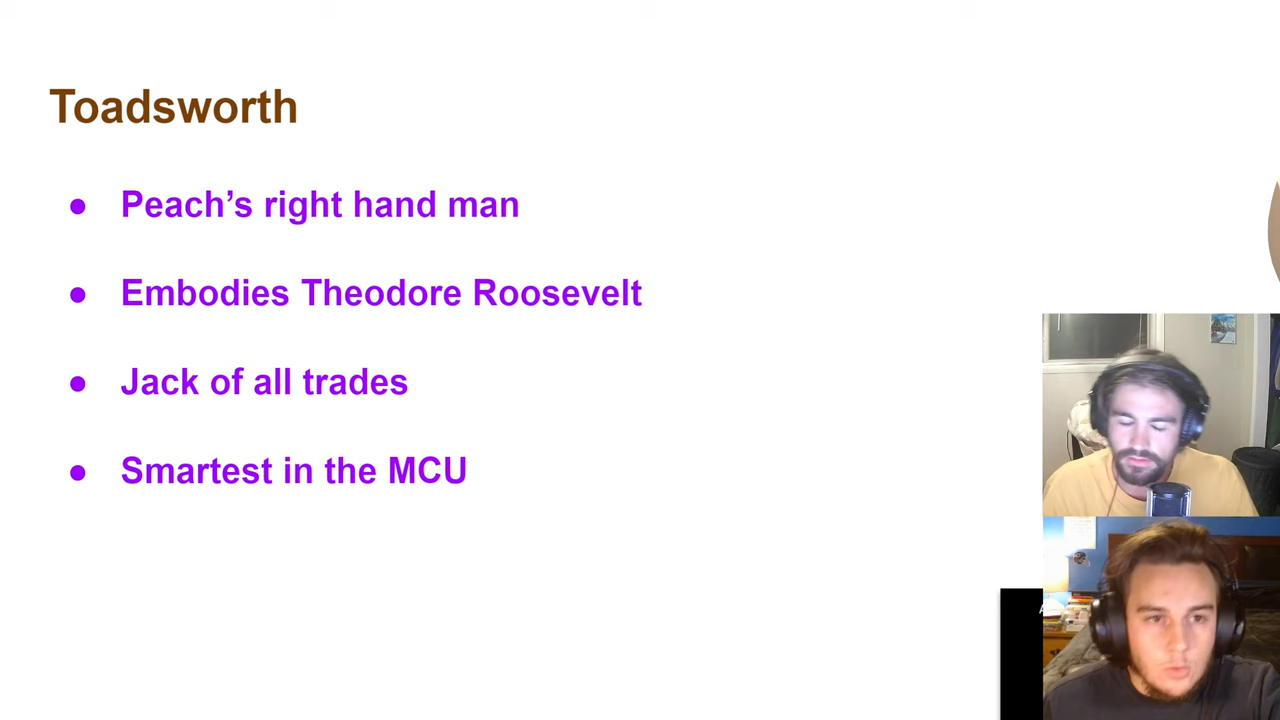 Toadsworth
● Peach’s right hand man
● Embodies Theodore Roosevelt
● Jack of all trades
● Smartest in the MCU